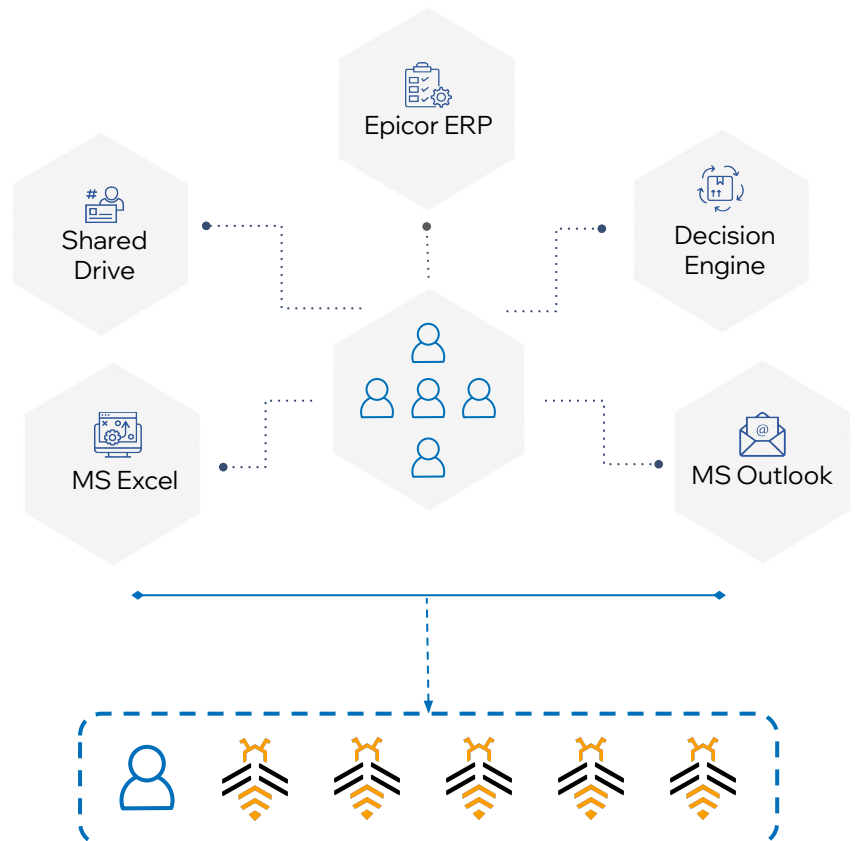 Epicor ERP
Shared
Drive
Decision
Engine
MS Excel
MS Outlook
#
@